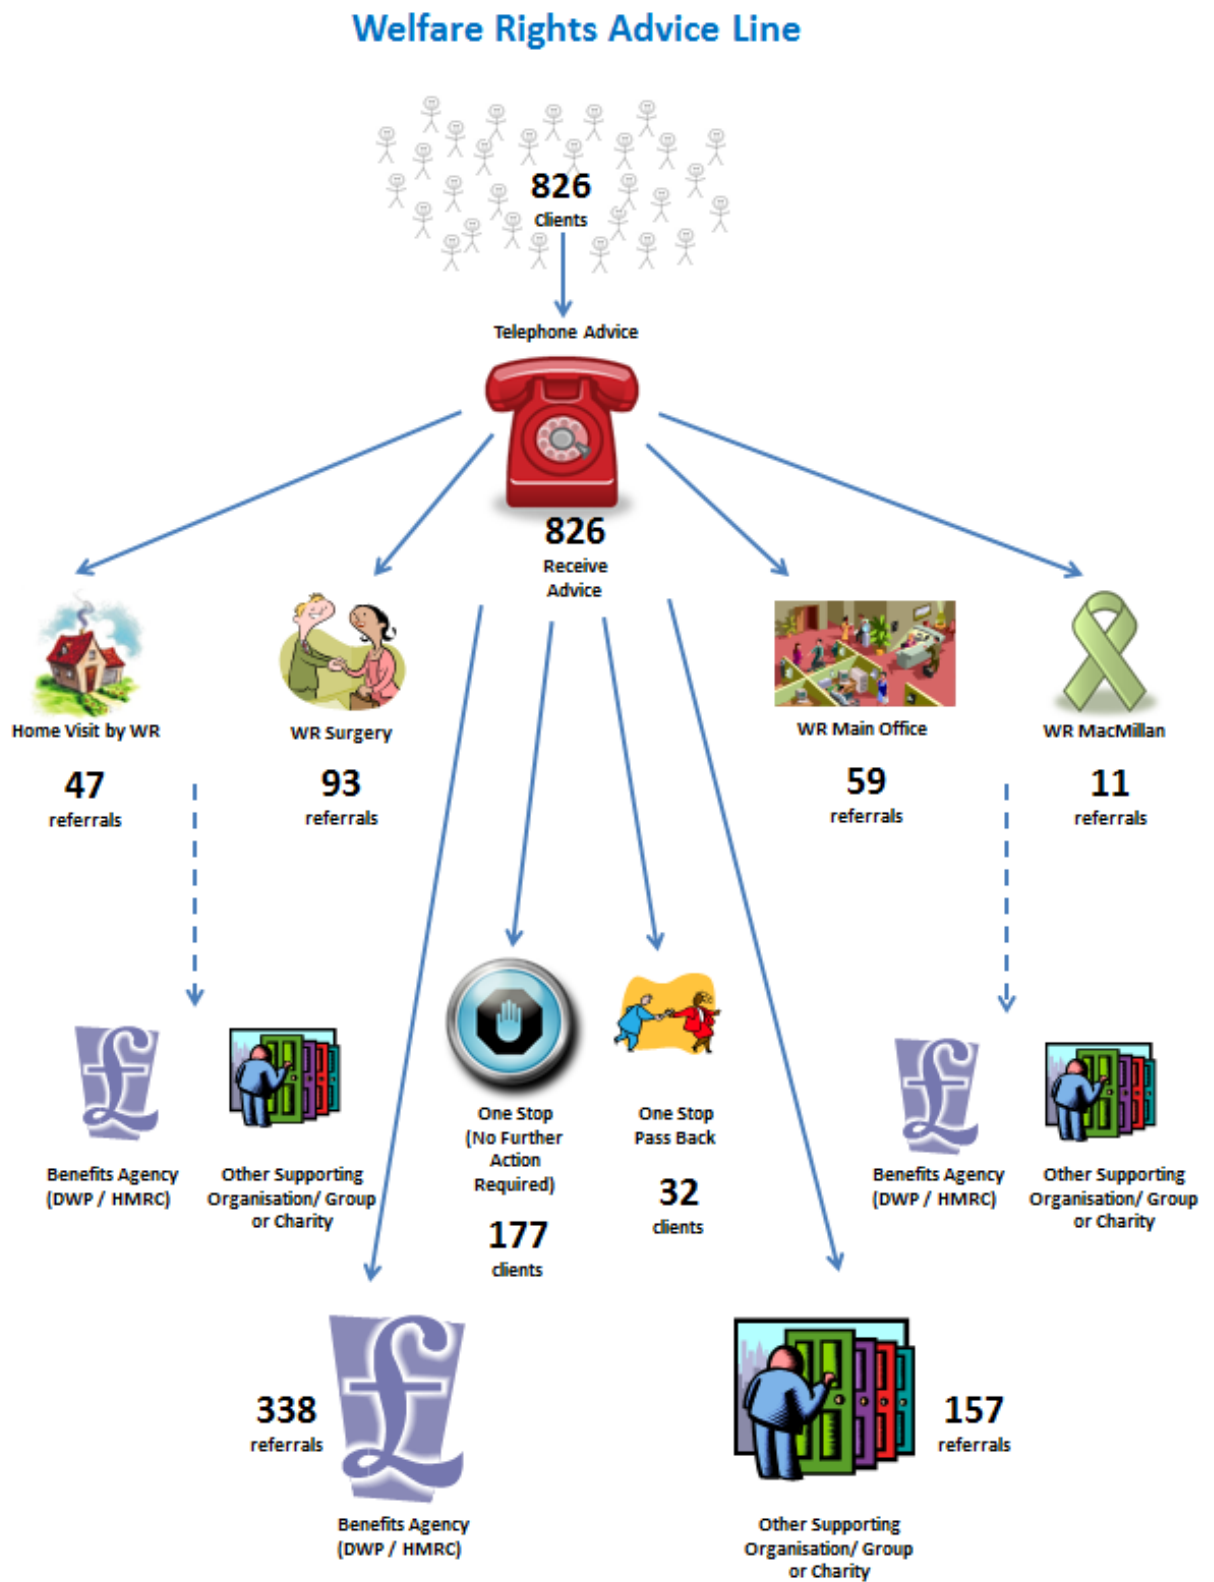 Welfare Rights Advice Line
826
Clients
Telephone Advice
826
Receive
Advice
Home Visit by WR
47
referrals
WR Surgery
93
referrals
WR Main Office
59
referrals
WR MacMillan
11
referrals
Benefits Agency
(DWP / HMRC)
Other Supporting
Organisation/ Group
or Charity
One Stop
(No Further
Action
Required)
177
clients
One Stop
Pass Back
32
clients
Benefits Agency
(DWP / HMRC)
Other Supporting
Organisation/ Group
or Charity
338
referrals
Benefits Agency
(DWP / HMRC)
157
referrals
Other Supporting
Organisation/ Group
or Charity